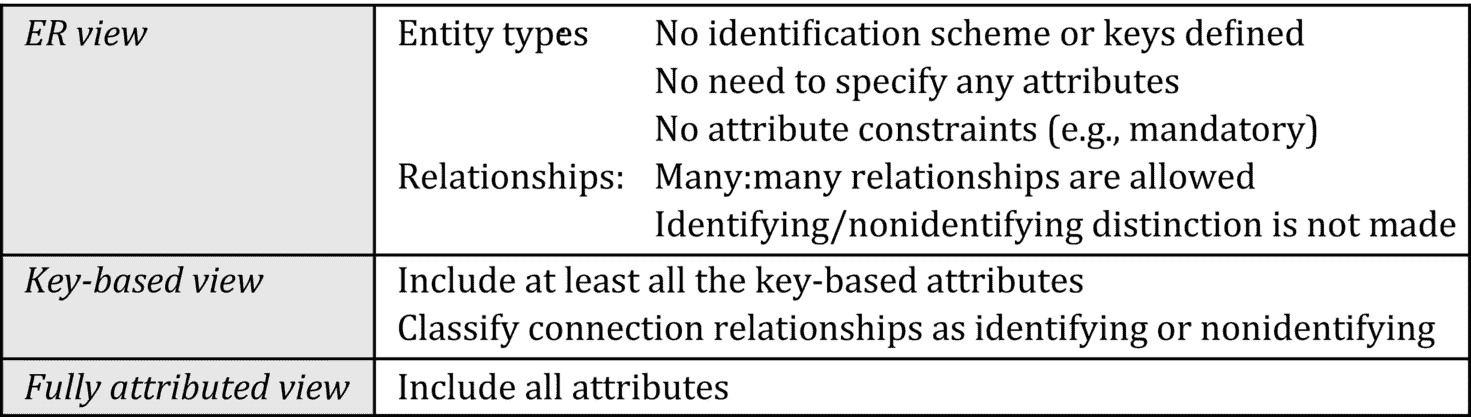 ER view Entity types No identification scheme or keys defined
No need to specify any attributes
No attribute constraints (e.g., mandatory)
Relationships: Many:many relationships are allowed
Identifying/nonidentifying distinction is not made
Key-based view Include at least all the key-based attributes
Classify connection relationships as identifying or nonidentifying
Fully attributed view Include all attributes